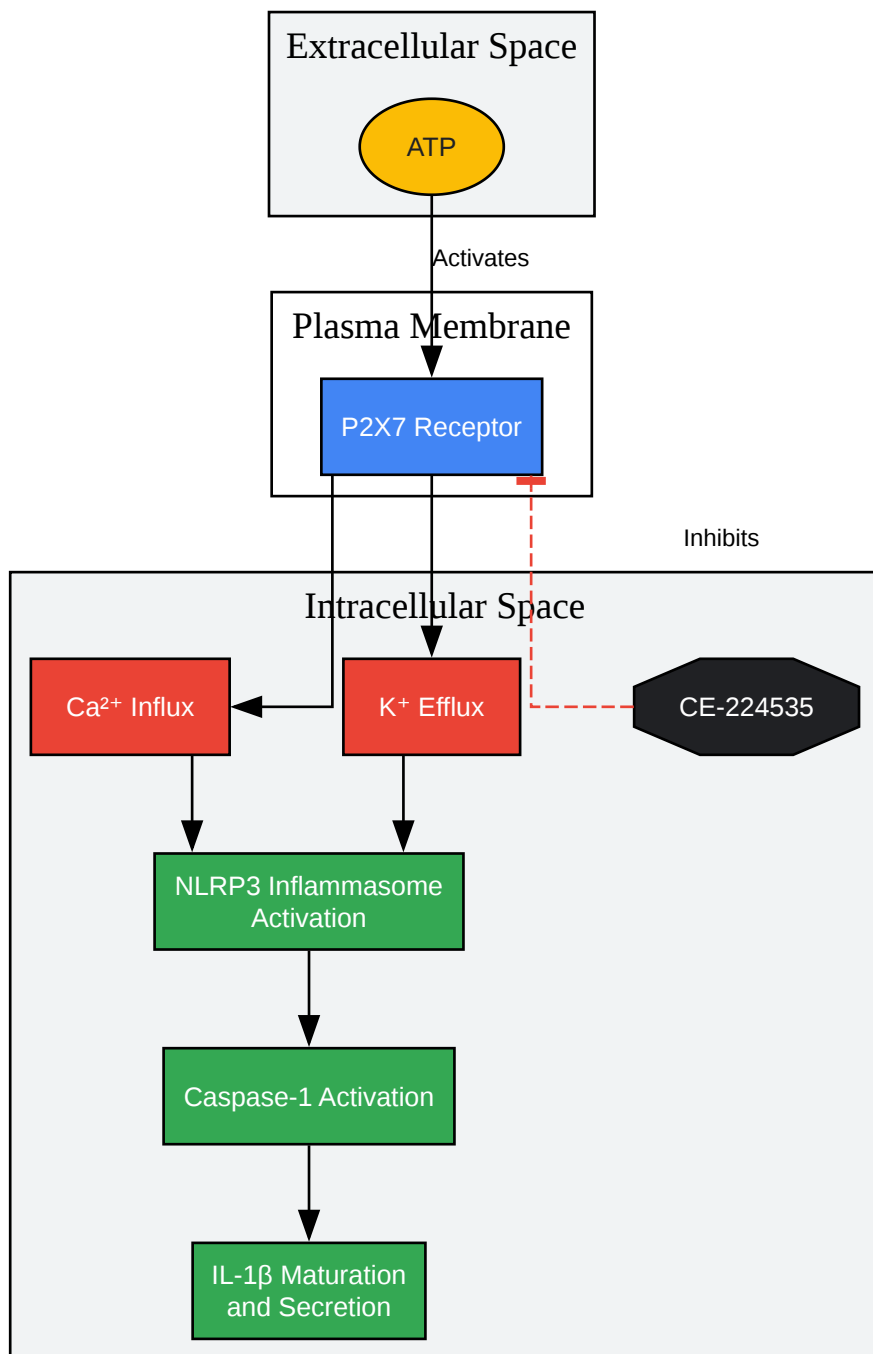 Extracellular Space
ATP
Activates
Plasma Membrane
P2X7 Receptor
Inhibits
Intracellular Space
Ca²⁺ Influx
K⁺ Efflux
CE-224535
NLRP3 Inflammasome
Activation
Caspase-1 Activation
IL-1β Maturation
and Secretion